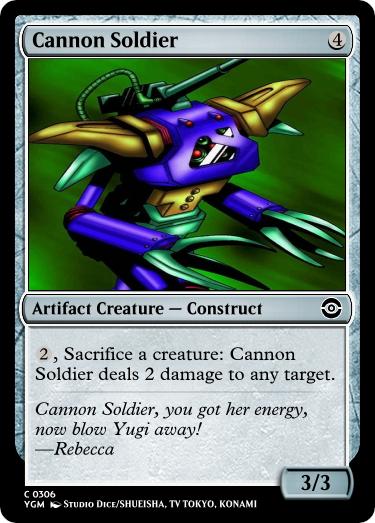 Cannon Soldier 4
Artifact Creature — Construct
2, Sacrifice a creature: Cannon
Soldier deals 2 damage to any target.
Cannon Soldier, you got her energy,
now blow Yugi away!
—Rebecca
3/3
C 0306
YGM Studio Dice/SHUEISHA, TV TOKYO, KONAMI